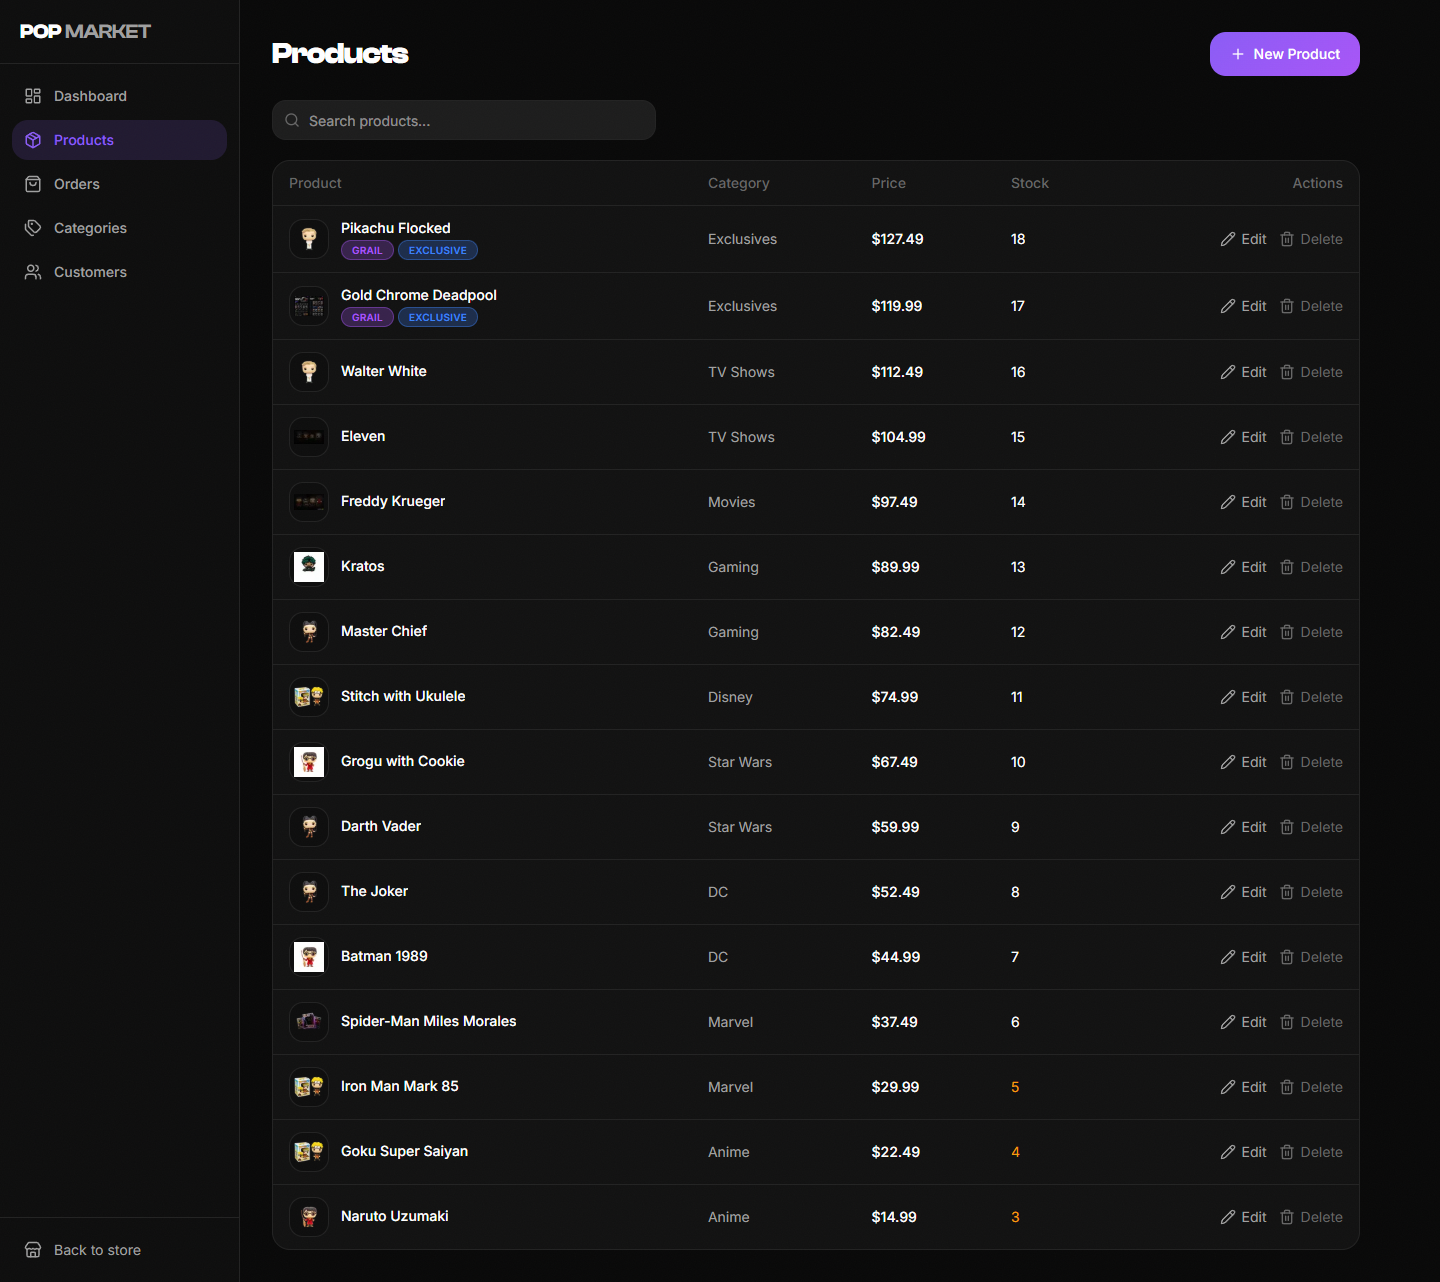 POP MARKET
Dashboard
Products
Orders
Categories
Customers
Back to store
Products
New Product
Search products...
Product Category Price Stock Actions
Pikachu Flocked
GRAIL EXCLUSIVE
Exclusives $127.49 18 Edit Delete
Gold Chrome Deadpool
GRAIL EXCLUSIVE
Exclusives $119.99 17 Edit Delete
Walter White TV Shows $112.49 16 Edit Delete
Eleven TV Shows $104.99 15 Edit Delete
Freddy Krueger Movies $97.49 14 Edit Delete
Kratos Gaming $89.99 13 Edit Delete
Master Chief Gaming $82.49 12 Edit Delete
Stitch with Ukulele Disney $74.99 11 Edit Delete
Grogu with Cookie Star Wars $67.49 10 Edit Delete
Darth Vader Star Wars $59.99 9 Edit Delete
The Joker DC $52.49 8 Edit Delete
Batman 1989 DC $44.99 7 Edit Delete
Spider-Man Miles Morales Marvel $37.49 6 Edit Delete
Iron Man Mark 85 Marvel $29.99 5 Edit Delete
Goku Super Saiyan Anime $22.49 4 Edit Delete
Naruto Uzumaki Anime $14.99 3 Edit Delete